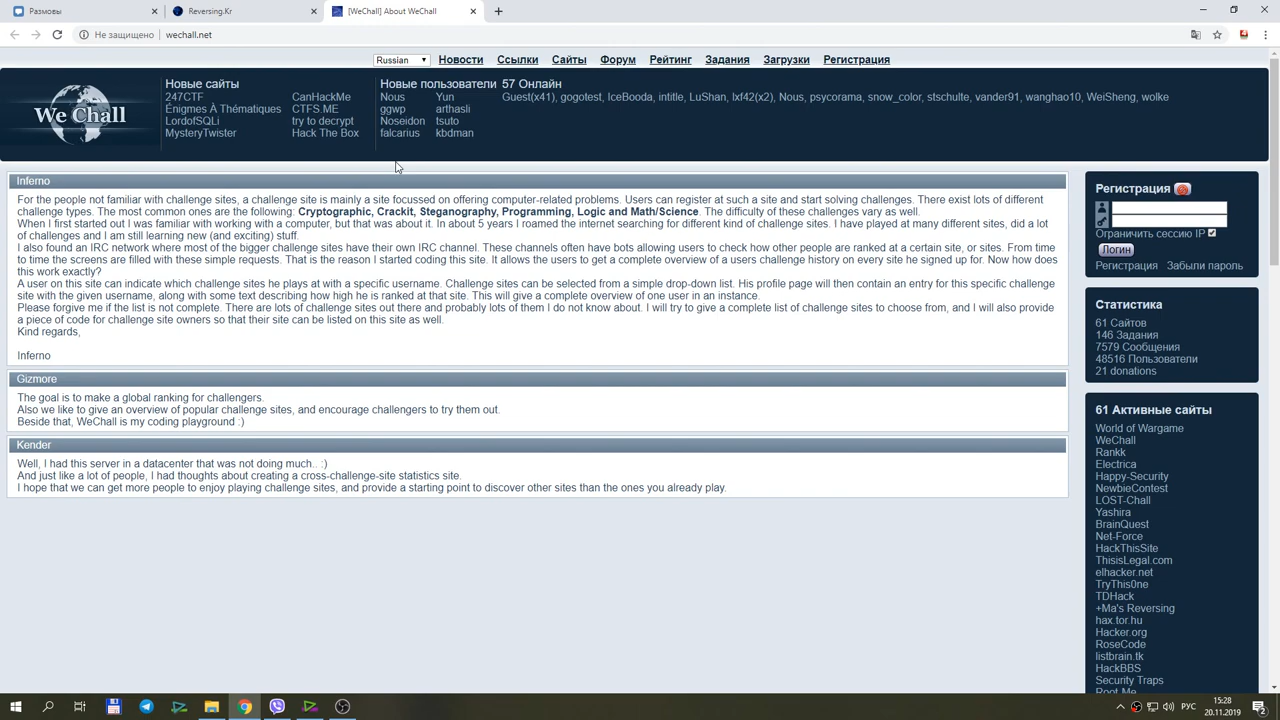 Размовы
Reversing.Kr
[WeChall] About WeChall
Не защищено
wechall.net
Russian
Новости
Ссылки
Сайты
Форум
Рейтинг
Задания
Загрузки
Регистрация
We Chall
Новые сайты
247CTF
CanHackMe
Énigmes À Thématiques
CTFS.ME
LordofSQLi
try to decrypt
MysteryTwister
Hack The Box
Новые пользователи
Nous
Yun
ggwp
arthasli
Noseidon
tsuto
falcarius
kbdman
57 Онлайн
Guest(x41), gogotest, IceBooda, intitle, LuShan, lxf42(x2), Nous, psycorama, snow_color, stschulte, vander91, wanghao10, WeiSheng, wolke
Inferno
For the people not familiar with challenge sites, a challenge site is mainly a site focussed on offering computer-related problems. Users can register at such a site and start solving challenges. There exist lots of different
challenge types. The most common ones are the following: Cryptographic, Crackit, Steganography, Programming, Logic and Math/Science. The difficulty of these challenges vary as well.
When I first started out I was familiar with working with a computer, but that was about it. In about 5 years I roamed the internet searching for different kind of challenge sites. I have played at many different sites, did a lot
of challenges and I am still learning new (and exciting) stuff.
I also found an IRC network where most of the bigger challenge sites have their own IRC channel. These channels often have bots allowing users to check how other people are ranked at a certain site, or sites. From time
to time the screens are filled with these simple requests. That is the reason I started coding this site. It allows the users to get a complete overview of a users challenge history on every site he signed up for. Now how does
this work exactly?
A user on this site can indicate which challenge sites he plays at with a specific username. Challenge sites can be selected from a simple drop-down list. His profile page will then contain an entry for this specific challenge
site with the given username, along with some text describing how high he is ranked at that site. This will give a complete overview of one user in an instance.
Please forgive me if the list is not complete. There are lots of challenge sites out there and probably lots of them I do not know about. I will try to give a complete list of challenge sites to choose from, and I will also provide
a piece of code for challenge site owners so that their site can be listed on this site as well.
Kind regards,
Inferno
Gizmore
The goal is to make a global ranking for challengers.
Also we like to give an overview of popular challenge sites, and encourage challengers to try them out.
Beside that, WeChall is my coding playground :)
Kender
Well, I had this server in a datacenter that was not doing much.. :)
And just like a lot of people, I had thoughts about creating a cross-challenge-site statistics site.
I hope that we can get more people to enjoy playing challenge sites, and provide a starting point to discover other sites than the ones you already play.
Регистрация
Ограничить сессию IP
Логин
Регистрация
Забыли пароль
Статистика
61 Сайтов
146 Задания
7579 Сообщения
48516 Пользователи
21 donations
61 Активные сайты
World of Wargame
WeChall
Rankk
Electrica
Happy-Security
NewbieContest
LOST-Chall
Yashira
BrainQuest
Net-Force
HackThisSite
ThisisLegal.com
elhacker.net
TryThis0ne
TDHack
+Ma's Reversing
hax.tor.hu
Hacker.org
RoseCode
listbrain.tk
HackBBS
Security Traps
Root Me
РУС
15:28
20.11.2019
2